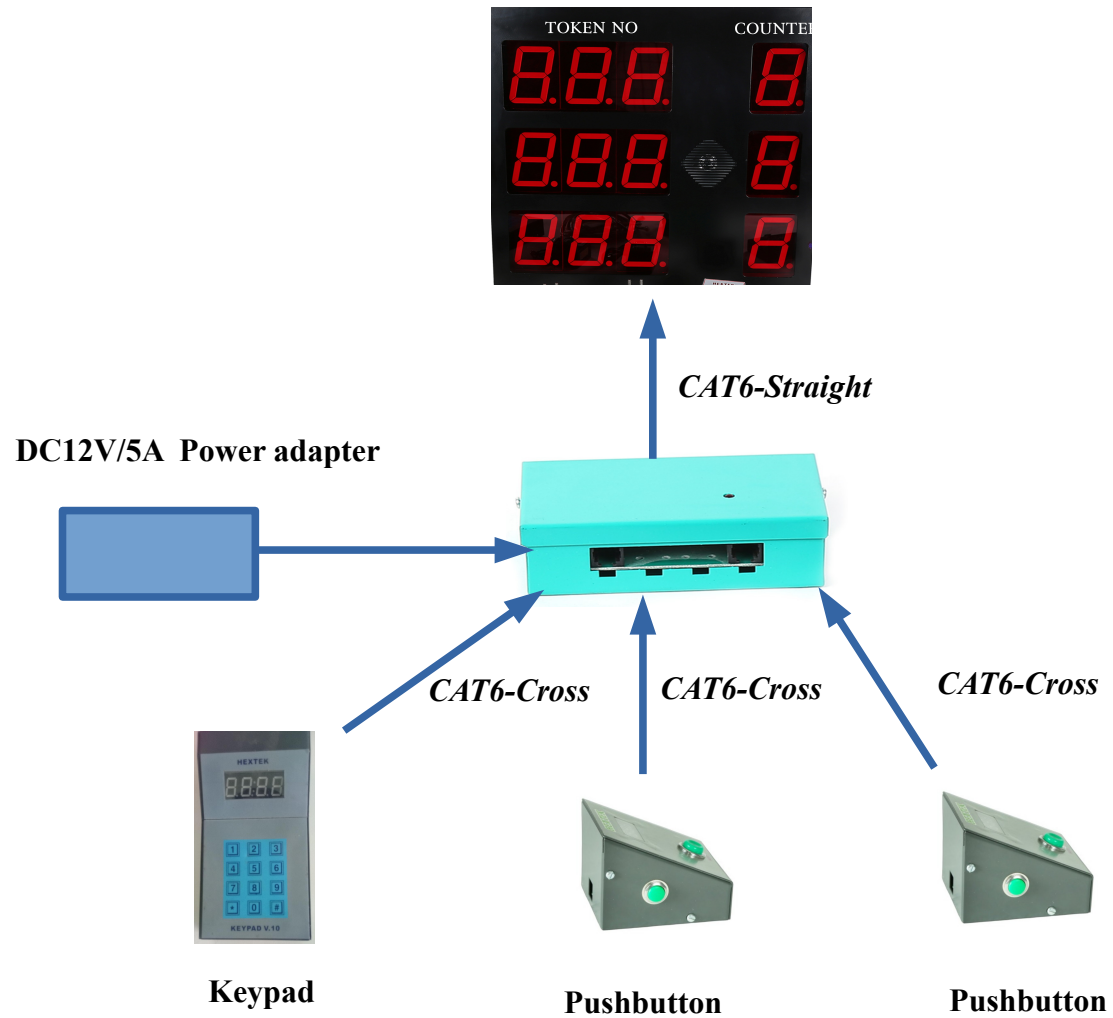 TOKEN NO COUNTE
CAT6-Straight
DC12V/5A Power adapter
CAT6-Cross
CAT6-Cross
CAT6-Cross
HEXTEK
1 2 3
4 5 6
7 8 9
* 0 #
KEYPAD V.10
Keypad
Pushbutton
Pushbutton